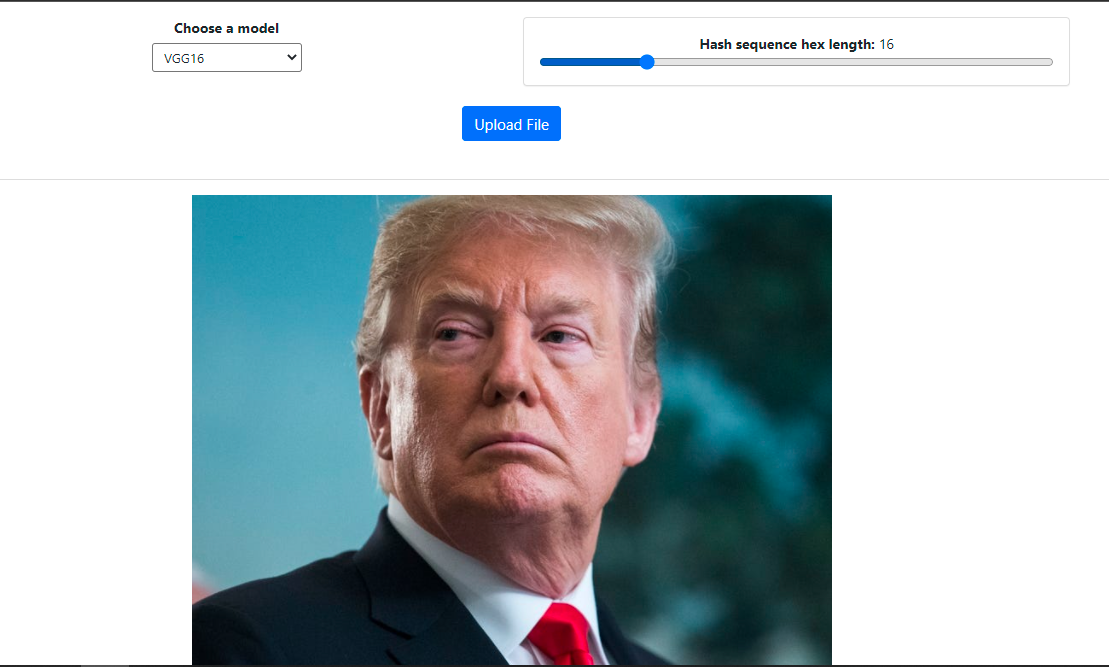 Choose a model
VGG16
Hash sequence hex length: 16
Upload File